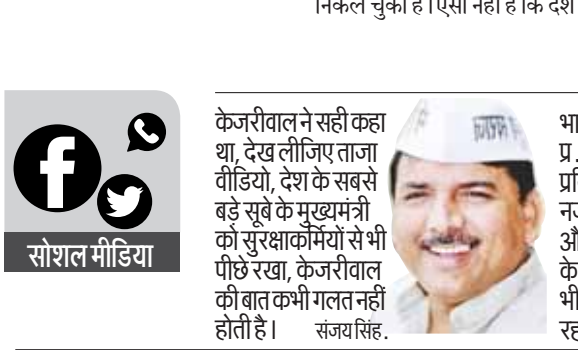 निकल चुका है। ऐसा नहीं है कि देश
सोशल मीडिया
केजरीवाल ने सही कहा
था, देख लीजिए ताजा
वीडियो, देश के सबसे
बड़े सूबे के मुख्यमंत्री
को सुरक्षाकर्मियों से भी
पीछे रखा, केजरीवाल
की बात कभी गलत नहीं
होती है। संजय सिंह.
भा
प्र.
प्रि
नज
औ
के
भी
रह